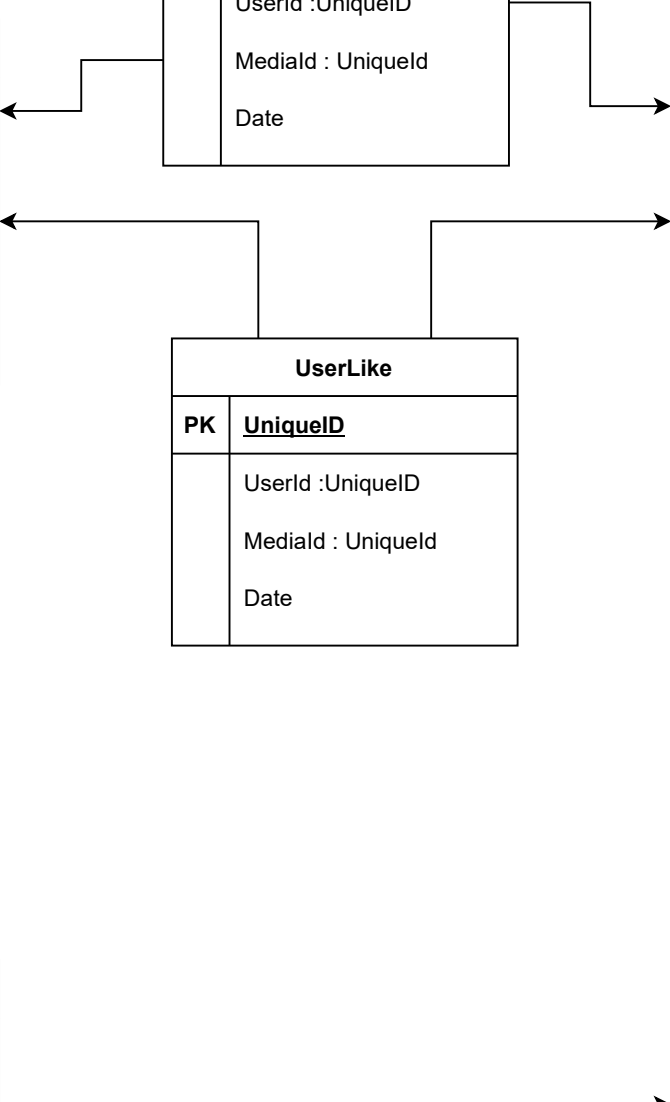 UserId :UniqueID
MediaId : UniqueId
Date
UserLike
PK UniqueID
UserId :UniqueID
MediaId : UniqueId
Date